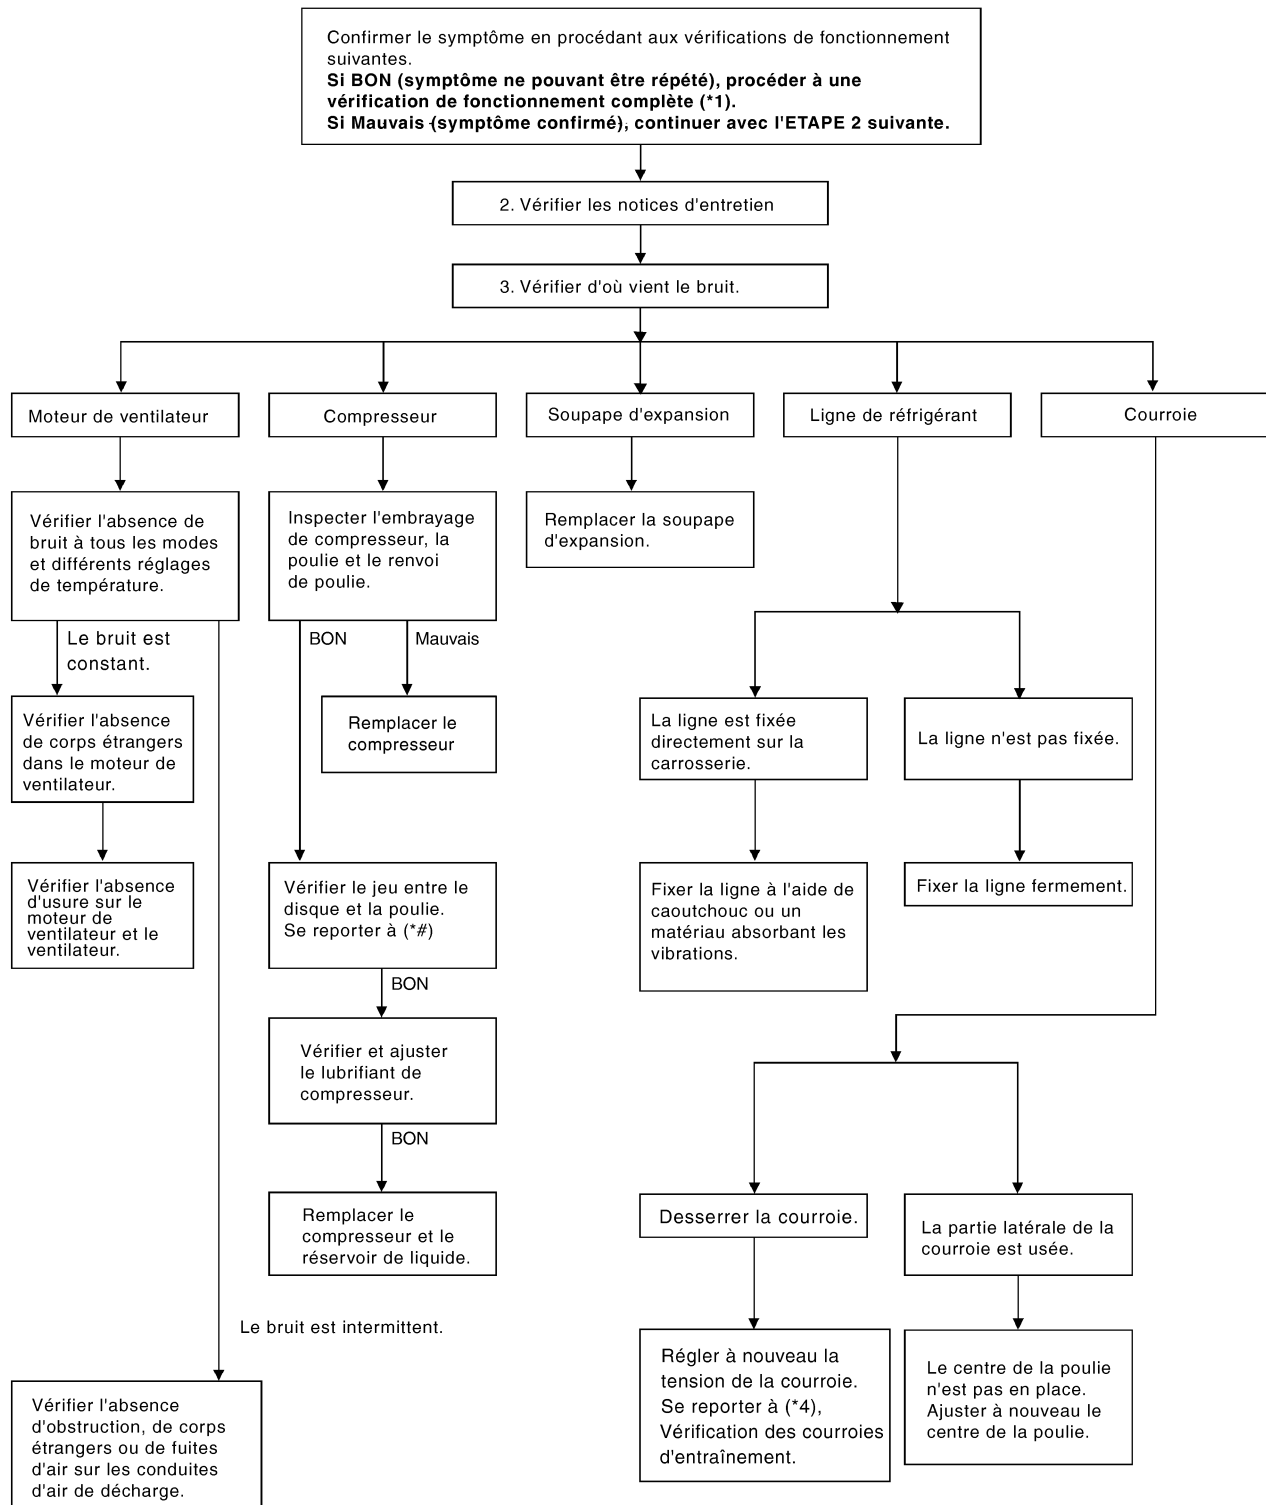 Confirmer le symptôme en procédant aux vérifications de fonctionnement
suivantes.
Si BON (symptôme ne pouvant être répété), procéder à une
vérification de fonctionnement complète (*1).
Si Mauvais (symptôme confirmé), continuer avec l'ETAPE 2 suivante.
2. Vérifier les notices d'entretien
3. Vérifier d'où vient le bruit.
Moteur de ventilateur
Compresseur
Soupape d'expansion
Ligne de réfrigérant
Courroie
Vérifier l'absence de
bruit à tous les modes
et différents réglages
de température.
Inspecter l'embrayage
de compresseur, la
poulie et le renvoi
de poulie.
Remplacer la soupape
d'expansion.
Le bruit est
constant.
BON
Mauvais
Vérifier l'absence
de corps étrangers
dans le moteur de
ventilateur.
Remplacer le
compresseur
La ligne est fixée
directement sur la
carrosserie.
La ligne n'est pas fixée.
Vérifier l'absence
d'usure sur le
moteur de
ventilateur et le
ventilateur.
Vérifier le jeu entre le
disque et la poulie.
Se reporter à (*#)
Fixer la ligne à l'aide de
caoutchouc ou un
matériau absorbant les
vibrations.
Fixer la ligne fermement.
BON
Vérifier et ajuster
le lubrifiant de
compresseur.
BON
Remplacer le
compresseur et le
réservoir de liquide.
Desserrer la courroie.
La partie latérale de la
courroie est usée.
Le bruit est intermittent.
Régler à nouveau la
tension de la courroie.
Se reporter à (*4),
Vérification des courroies
d'entraînement.
Le centre de la poulie
n'est pas en place.
Ajuster à nouveau le
centre de la poulie.
Vérifier l'absence
d'obstruction, de corps
étrangers ou de fuites
d'air sur les conduites
d'air de décharge.